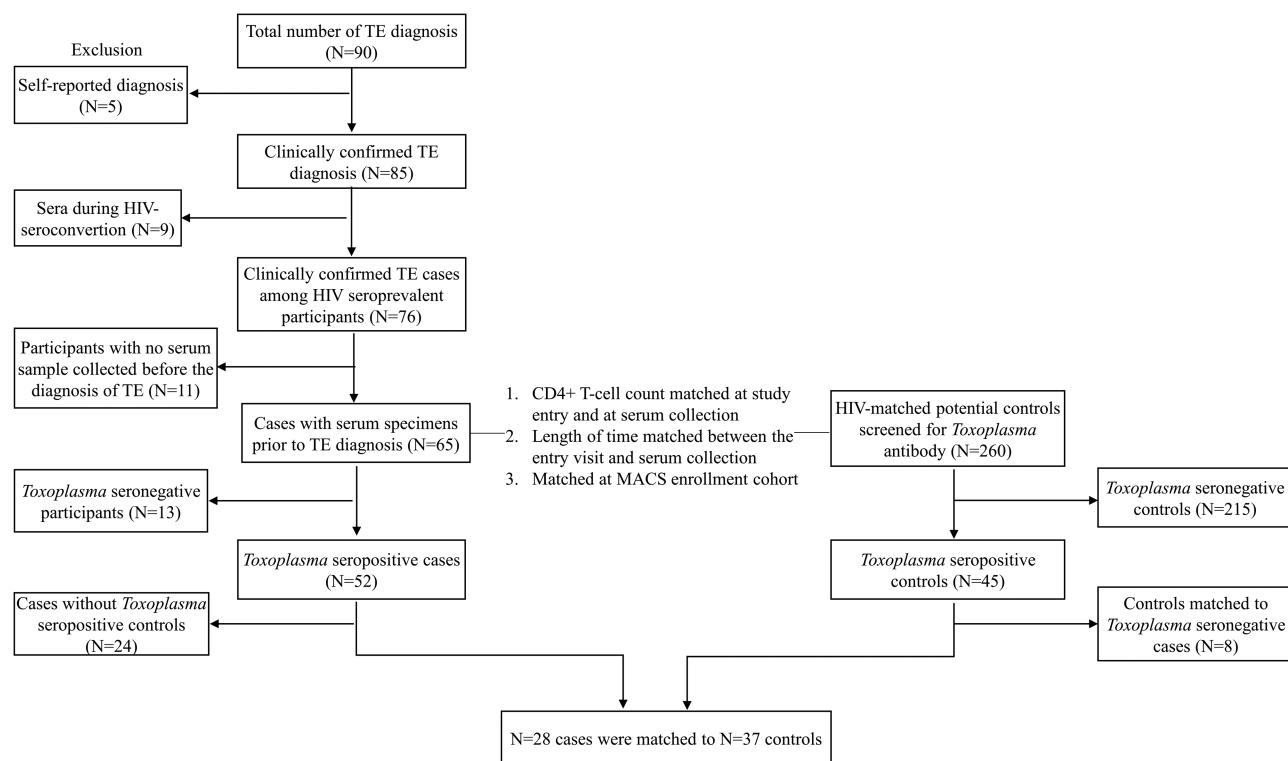 Total number of TE diagnosis
(N=90)
Exclusion
Self-reported diagnosis
(N=5)
Clinically confirmed TE
diagnosis (N=85)
Sera during HIV-
seroconvertion (N=9)
Clinically confirmed TE cases
among HIV seroprevalent
participants (N=76)
Participants with no serum
sample collected before the
diagnosis of TE (N=11)
Cases with serum specimens
prior to TE diagnosis (N=65)
1. CD4+ T-cell count matched at study
entry and at serum collection
2. Length of time matched between the
entry visit and serum collection
3. Matched at MACS enrollment cohort
HIV-matched potential controls
screened for Toxoplasma
antibody (N=260)
Toxoplasma seronegative
participants (N=13)
Toxoplasma seronegative
controls (N=215)
Toxoplasma seropositive cases
(N=52)
Toxoplasma seropositive
controls (N=45)
Cases without Toxoplasma
seropositive controls
(N=24)
Controls matched to
Toxoplasma seronegative
cases (N=8)
N=28 cases were matched to N=37 controls